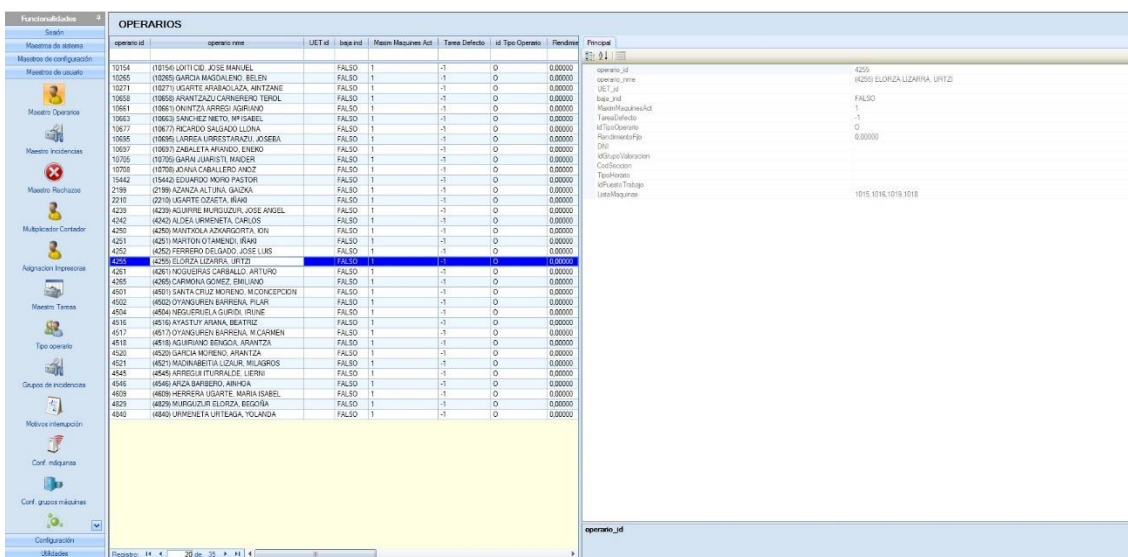 Funcionalidades
Sesión
Maestros de sistema
Maestros de configuración
Maestros de usuario
Maestro Operarios
Maestro Incidencias
Maestro Rechazos
Multiplicador Contador
Asignacion Impresoras
Maestro Tareas
Tipo operario
Grupos de incidencias
Motivos interrupción
Conf. máquinas
Conf. grupos máquinas
Configuración
Utilidades
OPERARIOS
operario id operario nme UET id baja ind Maxim Maquines Act Tarea Defecto id Tipo Operario Rendimie
10154 (10154) LOITI CID, JOSE MANUEL FALSO 1 -1 O 0,00000
10265 (10265) GARCIA MAGDALENO, BELEN FALSO 1 -1 O 0,00000
10271 (10271) UGARTE ARABAOLAZA, AINTZANE FALSO 1 -1 O 0,00000
10658 (10658) ARANTZAZU CARNERERO TEROL FALSO 1 -1 O 0,00000
10661 (10661) ONINTZA ARREGI AGIRIANO FALSO 1 -1 O 0,00000
10663 (10663) SANCHEZ NIETO, Mª ISABEL FALSO 1 -1 O 0,00000
10677 (10677) RICARDO SALGADO LLONA FALSO 1 -1 O 0,00000
10695 (10695) LARREA URRESTARAZU, JOSEBA FALSO 1 -1 O 0,00000
10697 (10697) ZABALETA ARANDO, ENEKO FALSO 1 -1 O 0,00000
10705 (10705) GARAI JUARISTI, MAIDER FALSO 1 -1 O 0,00000
10708 (10708) JOANA CABALLERO ANOZ FALSO 1 -1 O 0,00000
15442 (15442) EDUARDO MORO PASTOR FALSO 1 -1 O 0,00000
2199 (2199) AZANZA ALTUNA, GAIZKA FALSO 1 -1 O 0,00000
2210 (2210) UGARTE OZAETA, IÑAKI FALSO 1 -1 O 0,00000
4239 (4239) AGUIRRE MURGUZUR, JOSE ANGEL FALSO 1 -1 O 0,00000
4242 (4242) ALDEA URMENETA, CARLOS FALSO 1 -1 O 0,00000
4250 (4250) MANTXOLA AZKARGORTA, ION FALSO 1 -1 O 0,00000
4251 (4251) MARTON OTAMENDI, IÑAKI FALSO 1 -1 O 0,00000
4252 (4252) FERRERO DELGADO, JOSE LUIS FALSO 1 -1 O 0,00000
4255 (4255) ELORZA LIZARRA, URTZI FALSO 1 -1 O 0,00000
4261 (4261) NOGUEIRAS CARBALLO, ARTURO FALSO 1 -1 O 0,00000
4265 (4265) CARMONA GOMEZ, EMILIANO FALSO 1 -1 O 0,00000
4501 (4501) SANTA CRUZ MORENO, M.CONCEPCION FALSO 1 -1 O 0,00000
4502 (4502) OYANGUREN BARRENA, PILAR FALSO 1 -1 O 0,00000
4504 (4504) NEGUERUELA GURIDI, IRUNE FALSO 1 -1 O 0,00000
4516 (4516) AYASTUY ARANA, BEATRIZ FALSO 1 -1 O 0,00000
4517 (4517) OYANGUREN BARRENA, M.CARMEN FALSO 1 -1 O 0,00000
4518 (4518) AGUIRIANO BENGOA, ARANTZA FALSO 1 -1 O 0,00000
4520 (4520) GARCIA MORENO, ARANTZA FALSO 1 -1 O 0,00000
4521 (4521) MADINABEITIA LIZAUR, MILAGROS FALSO 1 -1 O 0,00000
4545 (4545) ARREGUI ITURRALDE, LIERNI FALSO 1 -1 O 0,00000
4546 (4546) ARZA BARBERO, AINHOA FALSO 1 -1 O 0,00000
4609 (4609) HERRERA UGARTE, MARIA ISABEL FALSO 1 -1 O 0,00000
4829 (4829) MURGUZUR ELORZA, BEGOÑA FALSO 1 -1 O 0,00000
4840 (4840) URMENETA URTEAGA, YOLANDA FALSO 1 -1 O 0,00000
Registro: 20 de 35
Principal
operario_id 4255
operario_nme (4255) ELORZA LIZARRA, URTZI
UET_id
baja_ind FALSO
MaximMaquinesAct 1
TareaDefecto -1
idTipoOperario O
RendimientoFijo 0,00000
DNI
IdGrupoValoracion
CodSeccion
TipoHorario
idPuestoTrabajo
ListaMaquinas 1015,1016,1019,1018
operario_id